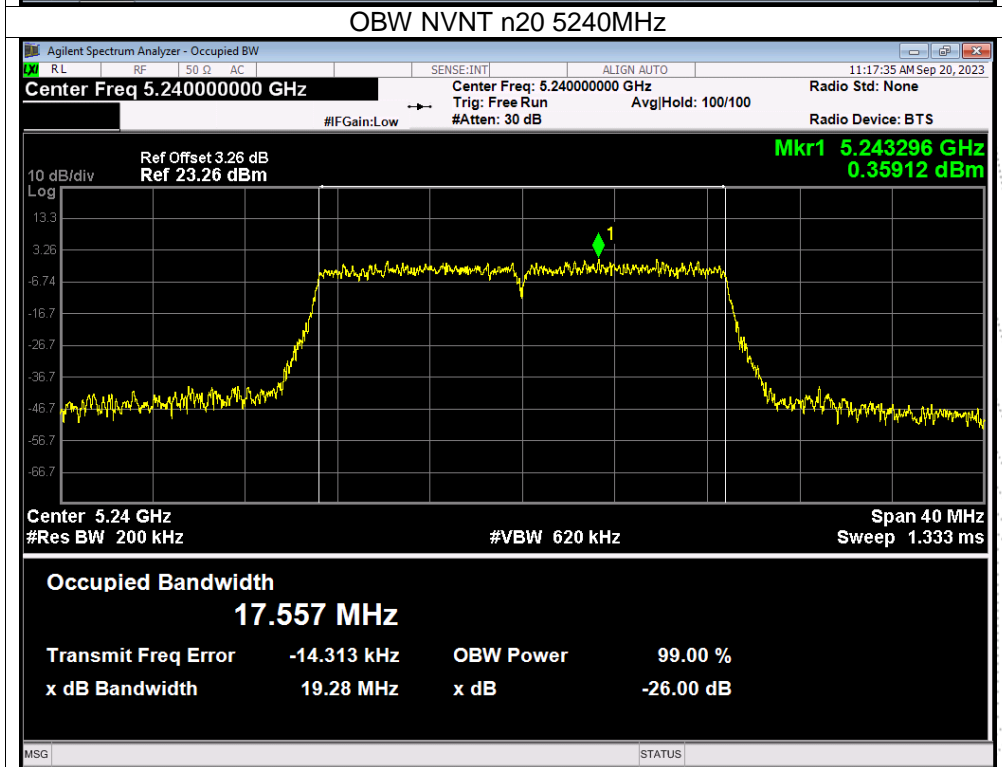 OBW NVNT n20 5240MHz
Agilent Spectrum Analyzer - Occupied BW
LXI RL RF 50 Ω AC SENSE:INT ALIGN AUTO 11:17:35 AM Sep 20, 2023
Center Freq 5.240000000 GHz
Center Freq: 5.240000000 GHz
Radio Std: None
Trig: Free Run Avg|Hold: 100/100
#IFGain:Low #Atten: 30 dB Radio Device: BTS
Mkr1 5.243296 GHz
0.35912 dBm
Ref Offset 3.26 dB
10 dB/div Ref 23.26 dBm
Log
13.3
3.26
1
-6.74
-16.7
-26.7
-36.7
-46.7
-56.7
-66.7
Center 5.24 GHz Span 40 MHz
#Res BW 200 kHz #VBW 620 kHz Sweep 1.333 ms
Occupied Bandwidth
17.557 MHz
Transmit Freq Error -14.313 kHz OBW Power 99.00 %
x dB Bandwidth 19.28 MHz x dB -26.00 dB
MSG STATUS